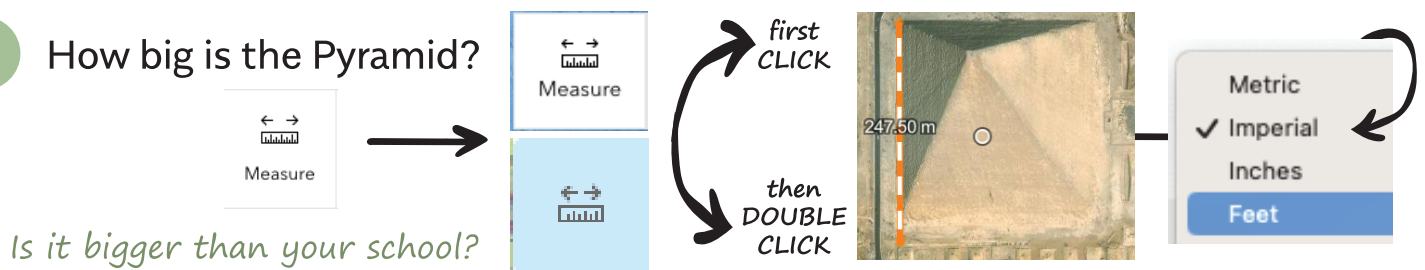 How big is the Pyramid?
Measure
Is it bigger than your school?
Measure
first
CLICK
then
DOUBLE
CLICK
247.50 m
Metric
✓ Imperial
Inches
Feet